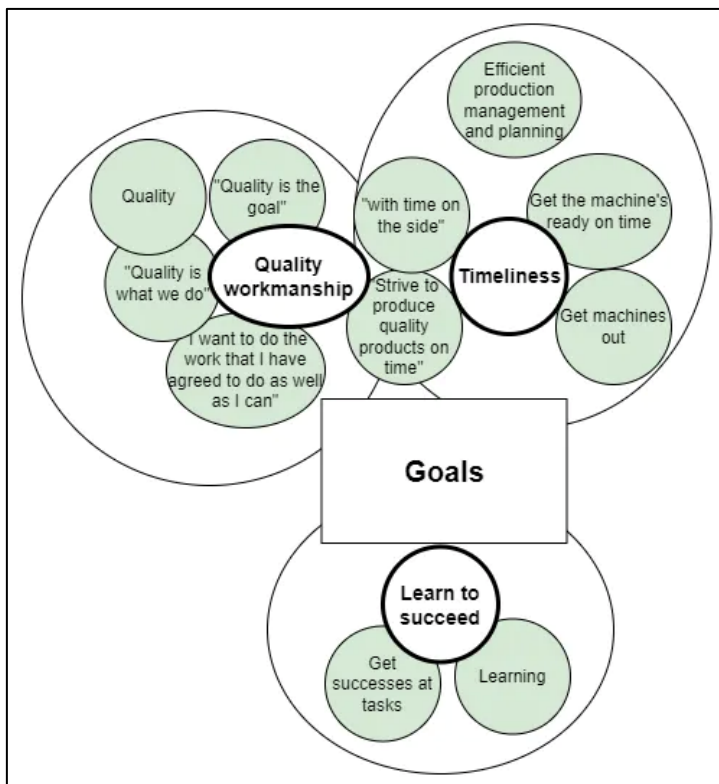 Efficient
production
management
and planning
Quality
"Quality is the
goal"
"with time on
the side"
Get the machine's
ready on time
"Quality is
what we do"
Quality
workmanship
Timeliness
"Strive to
produce
quality
products on
time"
Get machines
out
I want to do the
work that I have
agreed to do as well
as I can"
Goals
Learn to
succeed
Get
successes at
tasks
Learning